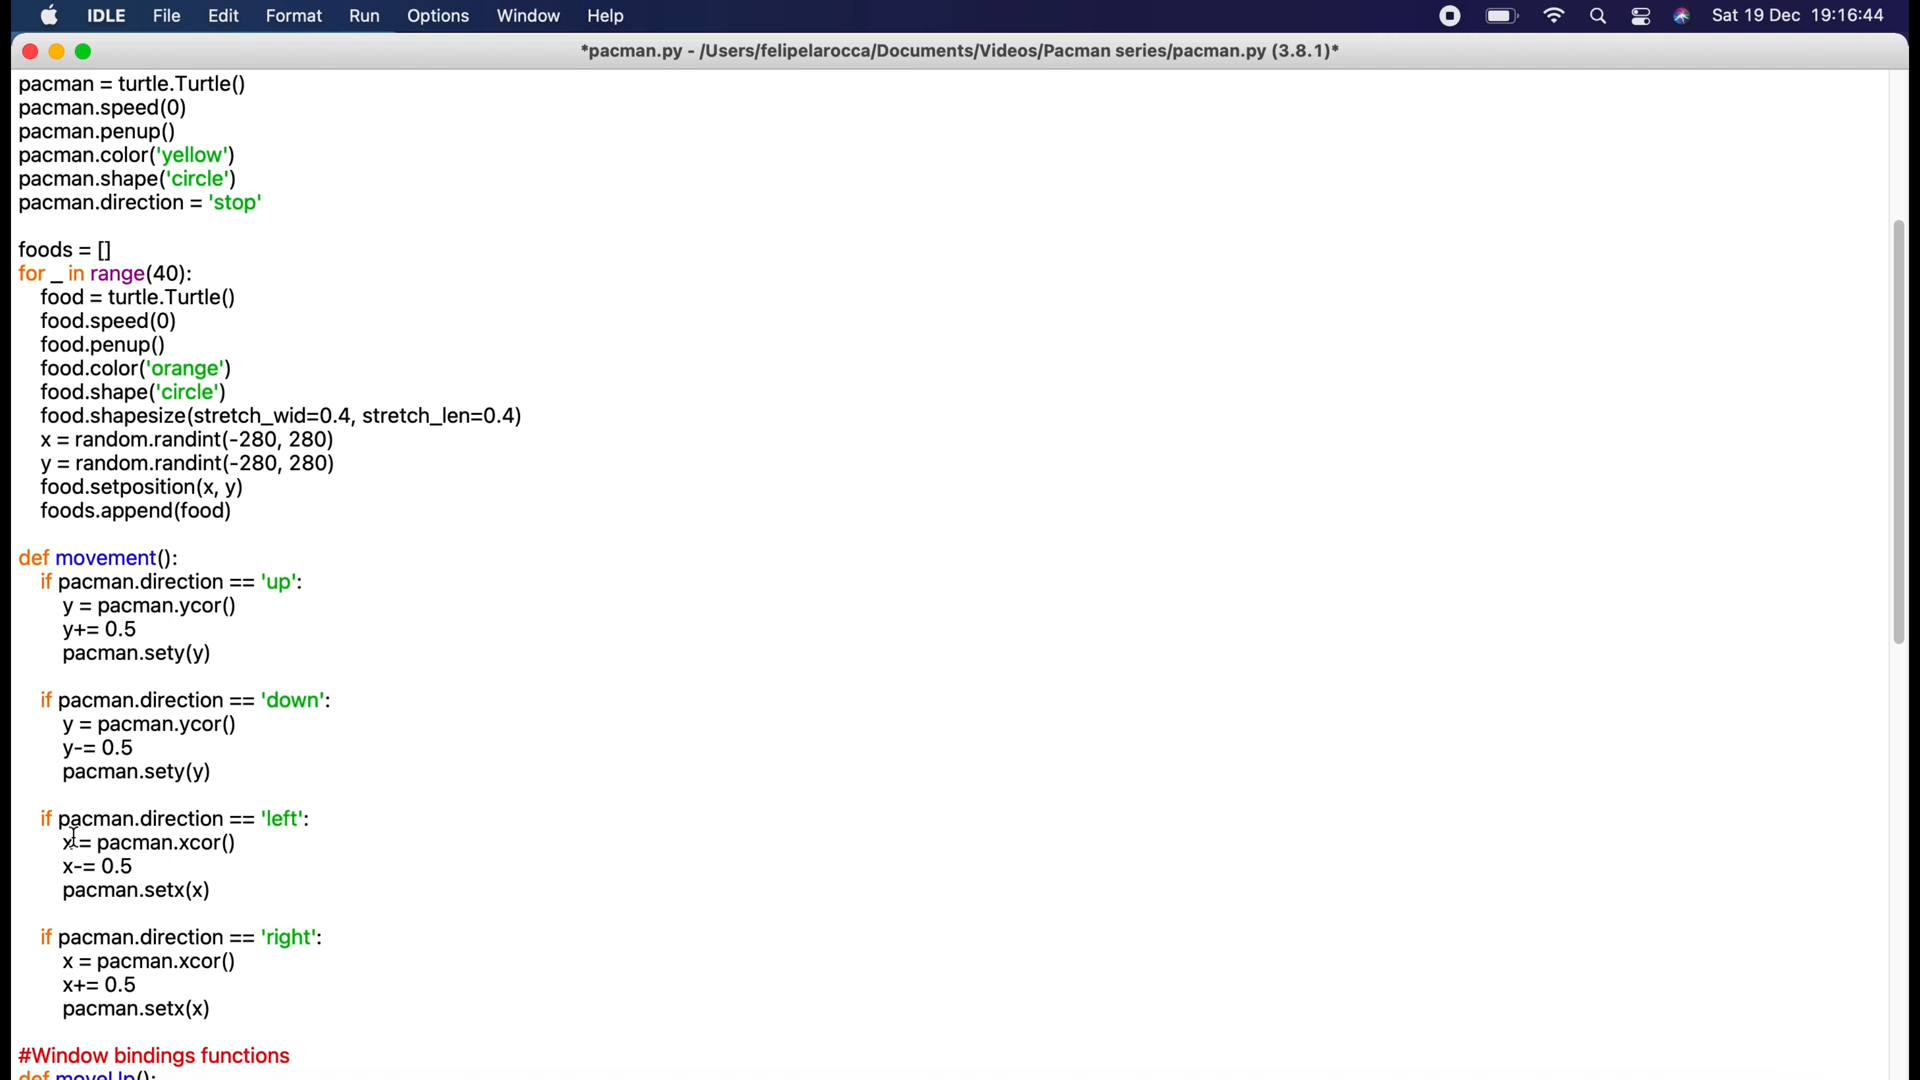 IDLE File Edit Format Run Options Window Help Sat 19 Dec 19:16:44
*pacman.py - /Users/felipelarocca/Documents/Videos/Pacman series/pacman.py (3.8.1)*
pacman = turtle.Turtle()
pacman.speed(0)
pacman.penup()
pacman.color('yellow')
pacman.shape('circle')
pacman.direction = 'stop'
foods = []
for _ in range(40):
food = turtle.Turtle()
food.speed(0)
food.penup()
food.color('orange')
food.shape('circle')
food.shapesize(stretch_wid=0.4, stretch_len=0.4)
x = random.randint(-280, 280)
y = random.randint(-280, 280)
food.setposition(x, y)
foods.append(food)
def movement():
if pacman.direction == 'up':
y = pacman.ycor()
y+= 0.5
pacman.sety(y)
if pacman.direction == 'down':
y = pacman.ycor()
y-= 0.5
pacman.sety(y)
if pacman.direction == 'left':
x = pacman.xcor()
x-= 0.5
pacman.setx(x)
if pacman.direction == 'right':
x = pacman.xcor()
x+= 0.5
pacman.setx(x)
#Window bindings functions
def moveUp():